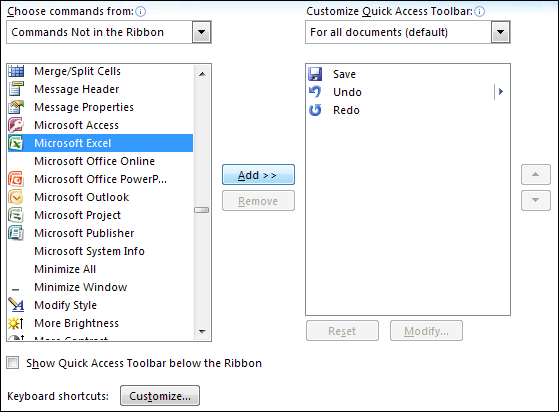 Choose commands from:
Commands Not in the Ribbon
Merge/Split Cells
Message Header
Message Properties
Microsoft Access
Microsoft Excel
Microsoft Office Online
Microsoft Office PowerP...
Microsoft Outlook
Microsoft Project
Microsoft Publisher
Microsoft System Info
Minimize All
Minimize Window
Modify Style
More Brightness
More Contrast
Add >>
Remove
Customize Quick Access Toolbar:
For all documents (default)
Save
Undo
Redo
Reset
Modify...
Show Quick Access Toolbar below the Ribbon
Keyboard shortcuts:
Customize...